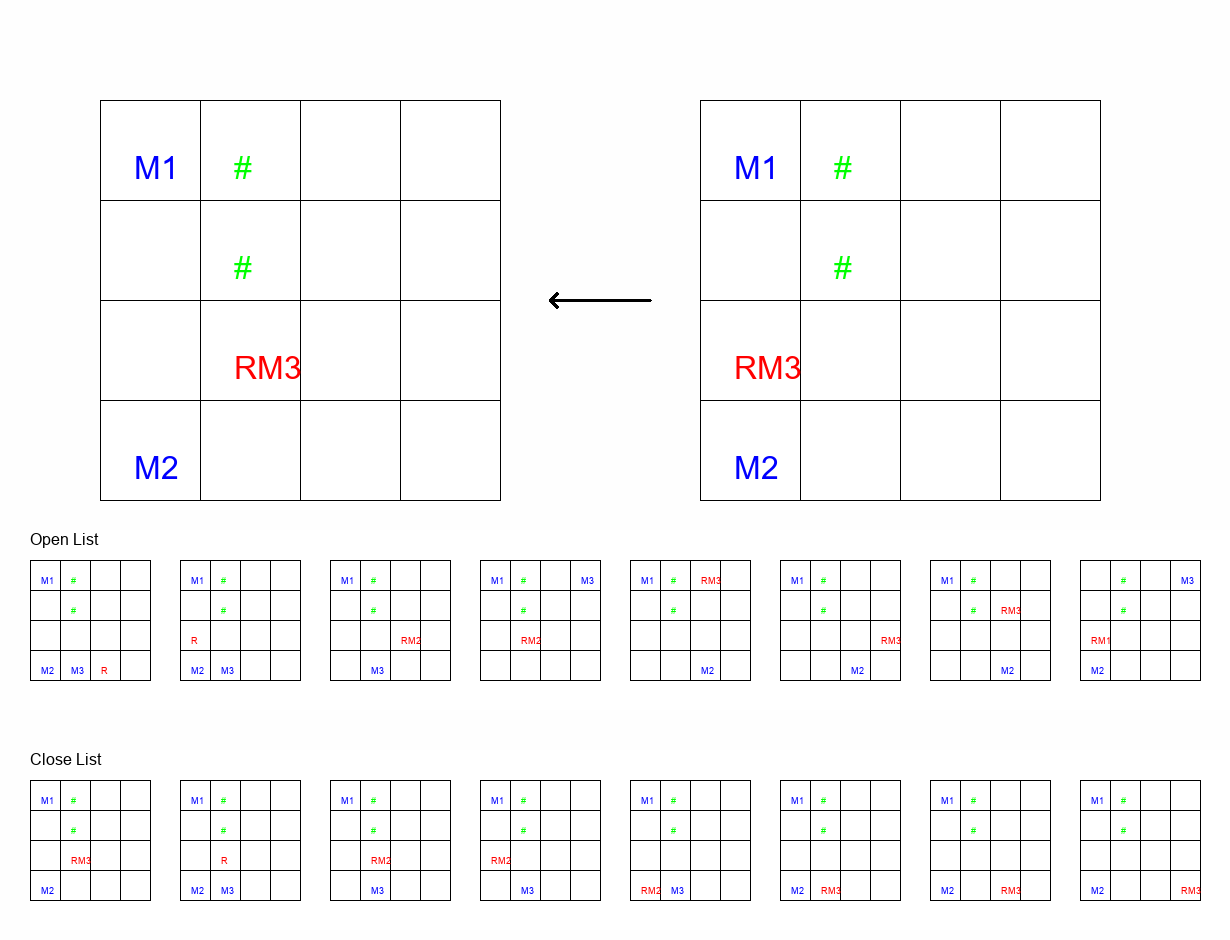 M1 # M1 #
# #
RM3 RM3
M2 M2
Open List
M1 # M1 # M1 # M1 # M3 M1 # RM3 M1 # M1 # # M3
# # # # # # # RM3 #
R RM2 RM2 RM3 RM1
M2 M3 R M2 M3 M3 M2 M2 M2 M2
Close List
M1 # M1 # M1 # M1 # M1 # M1 # M1 # M1 #
# # # # # # # #
RM3 R RM2 RM2
M2 M2 M3 M3 M3 RM2 M3 M2 RM3 M2 RM3 M2 RM3